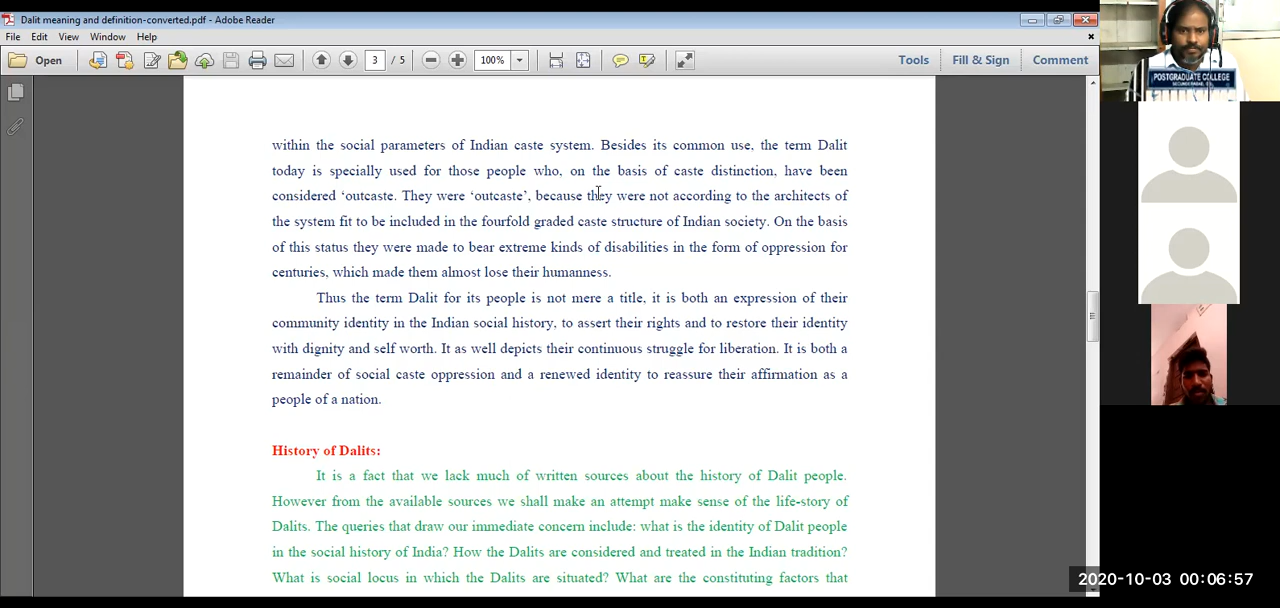 Dalit meaning and definition-converted.pdf - Adobe Reader
File Edit View Window Help
Open 3 / 5 100% Tools Fill & Sign Comment
within the social parameters of Indian caste system. Besides its common use, the term Dalit
today is specially used for those people who, on the basis of caste distinction, have been
considered ‘outcaste. They were ‘outcaste’, because they were not according to the architects of
the system fit to be included in the fourfold graded caste structure of Indian society. On the basis
of this status they were made to bear extreme kinds of disabilities in the form of oppression for
centuries, which made them almost lose their humanness.
Thus the term Dalit for its people is not mere a title, it is both an expression of their
community identity in the Indian social history, to assert their rights and to restore their identity
with dignity and self worth. It as well depicts their continuous struggle for liberation. It is both a
remainder of social caste oppression and a renewed identity to reassure their affirmation as a
people of a nation.
History of Dalits:
It is a fact that we lack much of written sources about the history of Dalit people.
However from the available sources we shall make an attempt make sense of the life-story of
Dalits. The queries that draw our immediate concern include: what is the identity of Dalit people
in the social history of India? How the Dalits are considered and treated in the Indian tradition?
What is social locus in which the Dalits are situated? What are the constituting factors that
POSTGRADUATE COLLEGE
2020-10-03 00:06:57